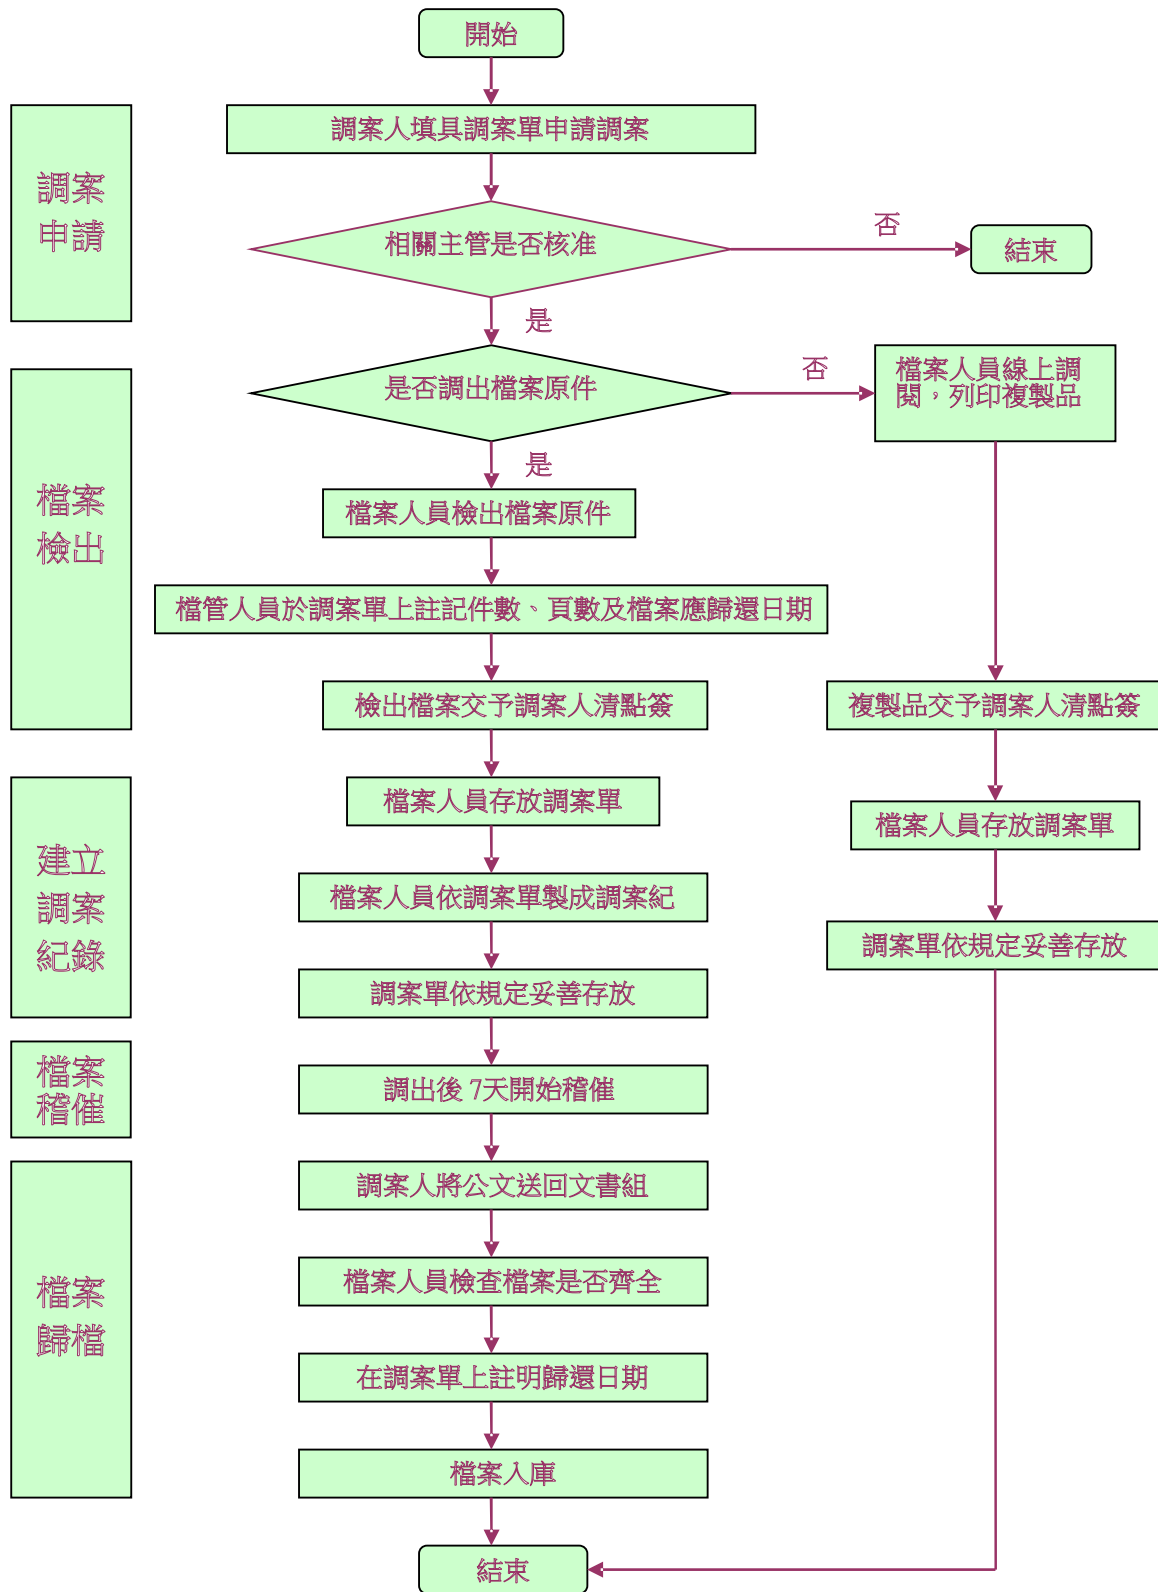 開始
調案人填具調案單申請調案
調案
申請
相關主管是否核准
否
結束
是
是否調出檔案原件
否
檔案人員線上調
閱，列印複製品
是
檔案
檢出
檔案人員檢出檔案原件
檔管人員於調案單上註記件數、頁數及檔案應歸還日期
檢出檔案交予調案人清點簽
複製品交予調案人清點簽
建立
調案
紀錄
檔案人員存放調案單
檔案人員存放調案單
檔案人員依調案單製成調案紀
調案單依規定妥善存放
調案單依規定妥善存放
檔案
稽催
調出後 7天開始稽催
調案人將公文送回文書組
檔案
歸檔
檔案人員檢查檔案是否齊全
在調案單上註明歸還日期
檔案入庫
結束